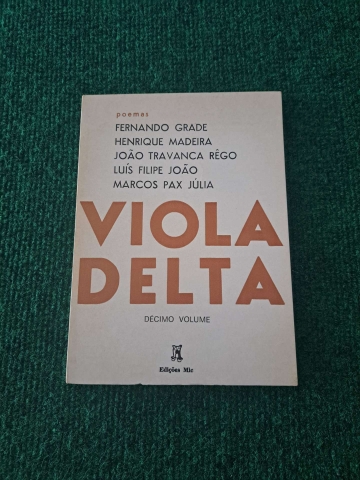 poemas
FERNANDO GRADE
HENRIQUE MADEIRA
JOÃO TRAVANCA RÊGO
LUÍS FILIPE JOÃO
MARCOS PAX JÚLIA
VIOLA
DELTA
DÉCIMO VOLUME
Edições Mic